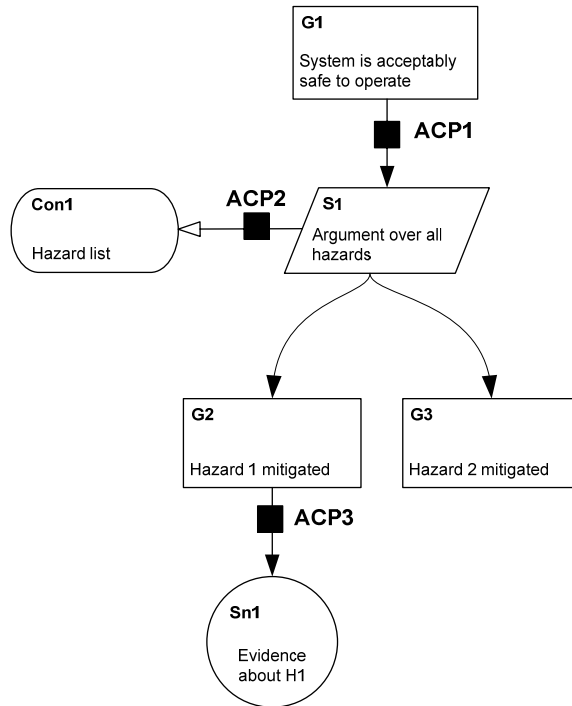 G1
System is acceptably
safe to operate
ACP1
ACP2
Con1
Hazard list
S1
Argument over all
hazards
G2
Hazard 1 mitigated
G3
Hazard 2 mitigated
ACP3
Sn1
Evidence
about H1